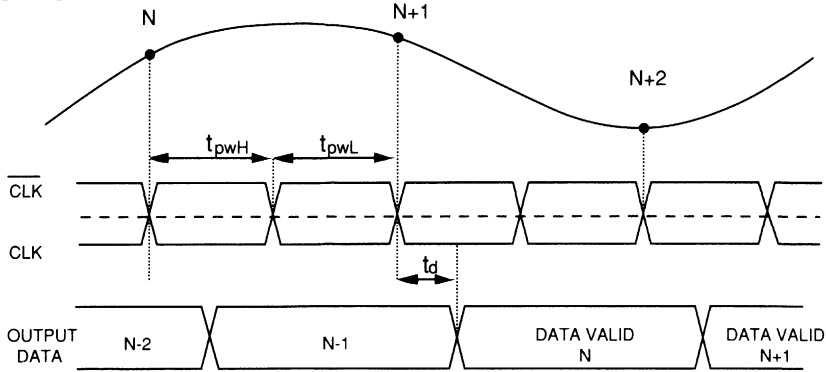 N
N+1
N+2
tpwH
tpwL
CLK
CLK
td
OUTPUT
DATA
N-2
N-1
DATA VALID
N
DATA VALID
N+1